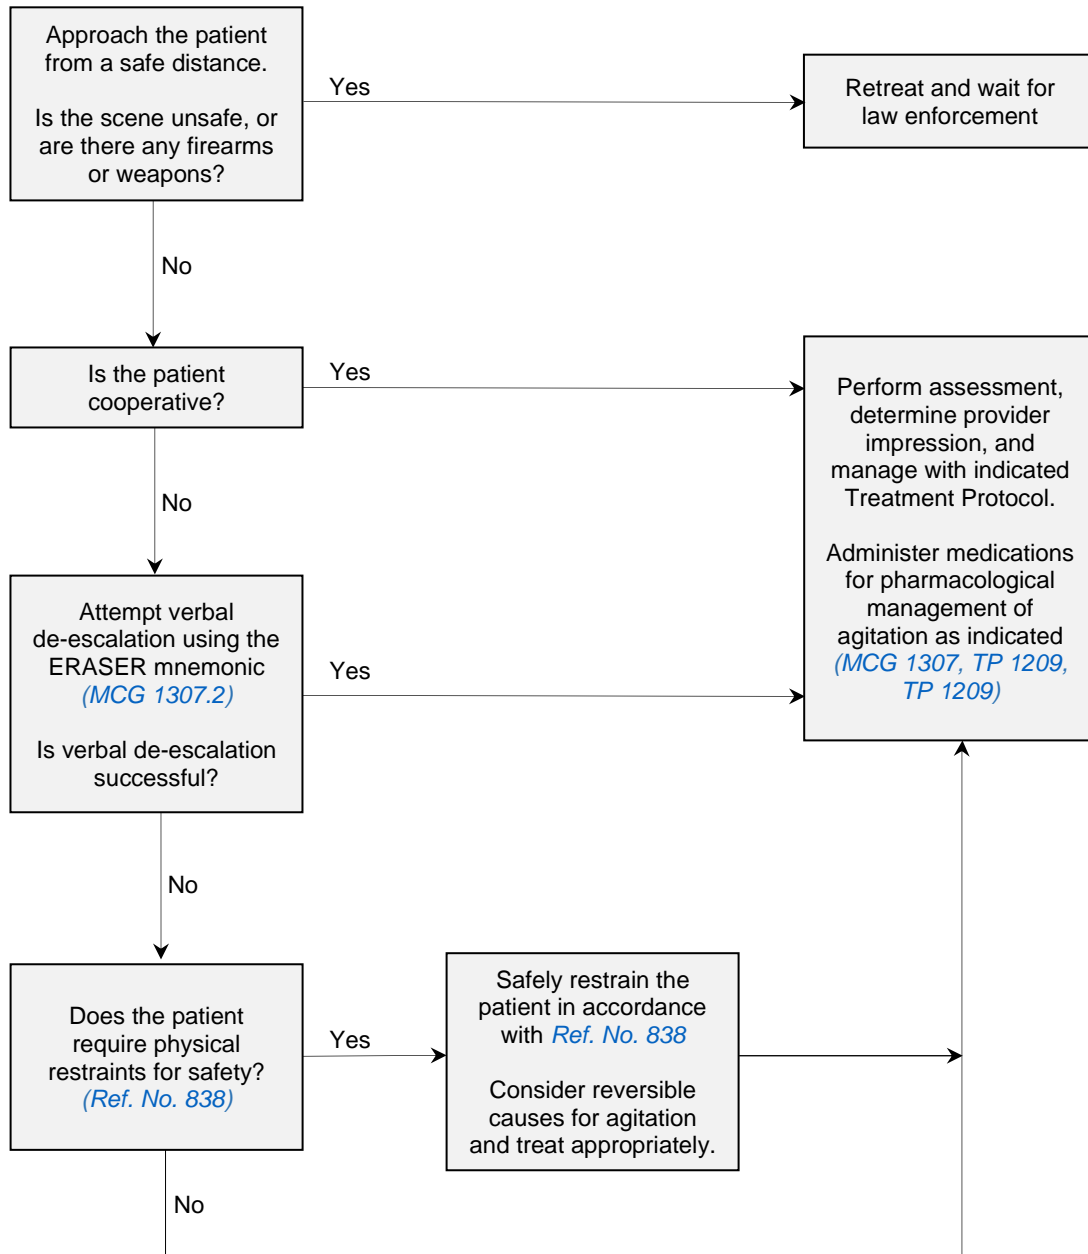 Approach the patient
from a safe distance.
Is the scene unsafe, or
are there any firearms
or weapons?
Yes
Retreat and wait for
law enforcement
No
Is the patient
cooperative?
Yes
Perform assessment,
determine provider
impression, and
manage with indicated
Treatment Protocol.
Administer medications
for pharmacological
management of
agitation as indicated
(MCG 1307, TP 1209,
TP 1209)
No
Attempt verbal
de-escalation using the
ERASER mnemonic
(MCG 1307.2)
Is verbal de-escalation
successful?
Yes
No
Does the patient
require physical
restraints for safety?
(Ref. No. 838)
Yes
Safely restrain the
patient in accordance
with Ref. No. 838
Consider reversible
causes for agitation
and treat appropriately.
No